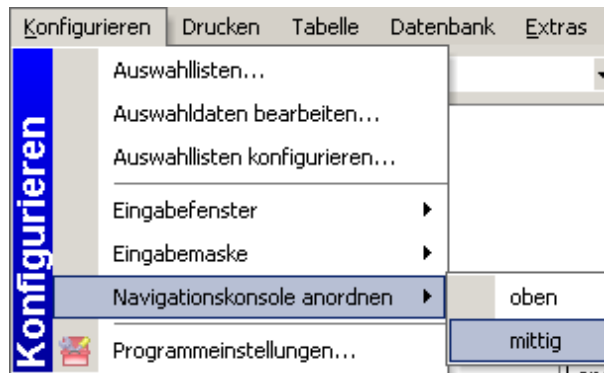 Konfigurieren Drucken Tabelle Datenbank Extras
Konfigurieren
Auswahllisten...
Auswahldaten bearbeiten...
Auswahllisten konfigurieren...
Eingabefenster
Eingabemaske
Navigationskonsole anordnen
oben
mittig
Programmeinstellungen...